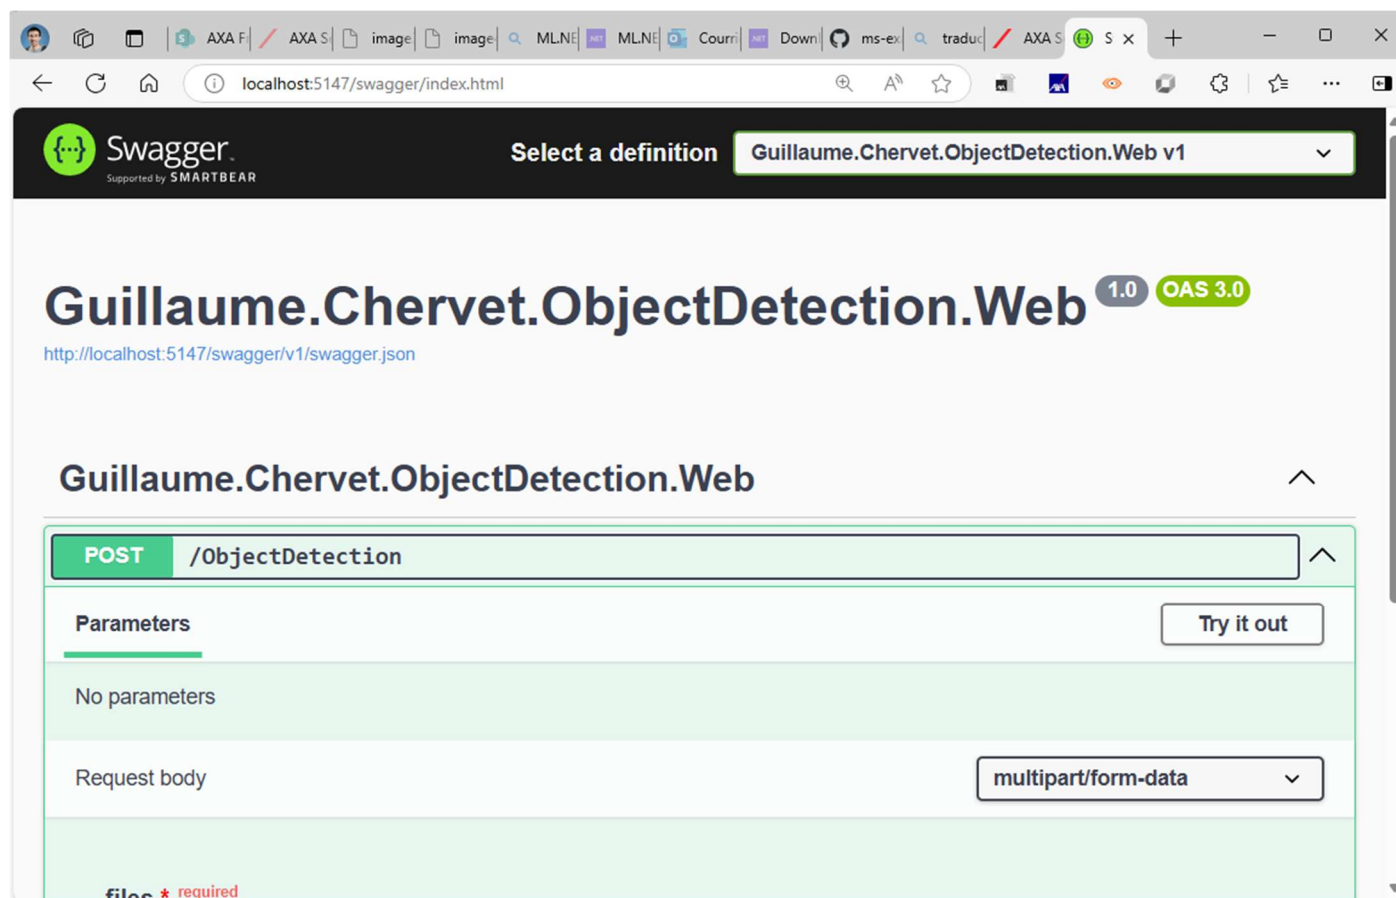 AXA F
AXA S
image
image
ML.NE
ML.NE
Courri
Downl
ms-ex
traduc
AXA S
S
localhost:5147/swagger/index.html
Swagger.
Supported by SMARTBEAR
Select a definition
Guillaume.Chervet.ObjectDetection.Web v1
Guillaume.Chervet.ObjectDetection.Web 1.0 OAS 3.0
http://localhost:5147/swagger/v1/swagger.json
Guillaume.Chervet.ObjectDetection.Web
POST /ObjectDetection
Parameters
Try it out
No parameters
Request body
multipart/form-data
files * required